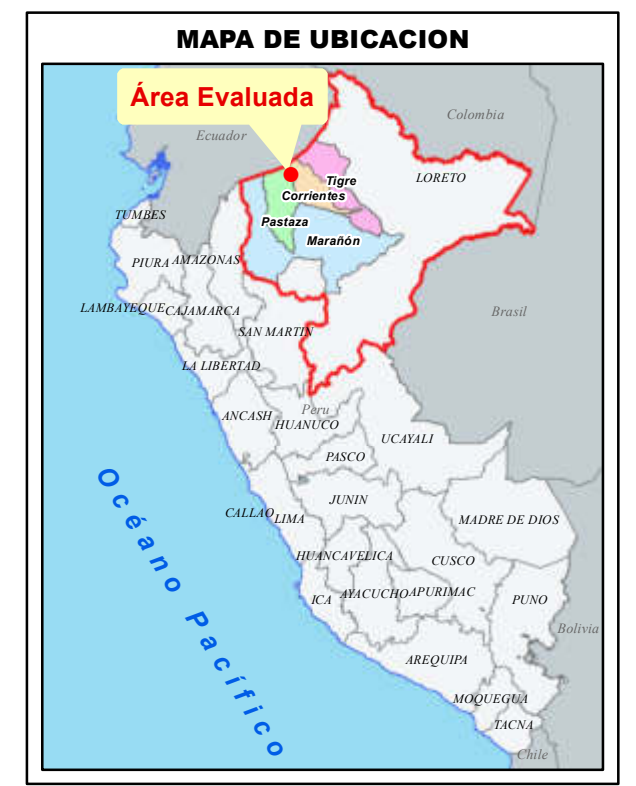 MAPA DE UBICACION
Área Evaluada
Colombia
Ecuador
LORETO
Tigre
Corrientes
Pastaza
Marañón
TUMBES
PIURA
AMAZONAS
LAMBAYEQUE
CAJAMARCA
Brasil
SAN MARTIN
LA LIBERTAD
Peru
ANCASH
HUANUCO
UCAYALI
PASCO
JUNIN
CALLAO
LIMA
MADRE DE DIOS
HUANCAVELICA
CUSCO
ICA
AYACUCHO
APURIMAC
PUNO
Bolivia
AREQUIPA
MOQUEGUA
TACNA
Chile
Océano Pacífico